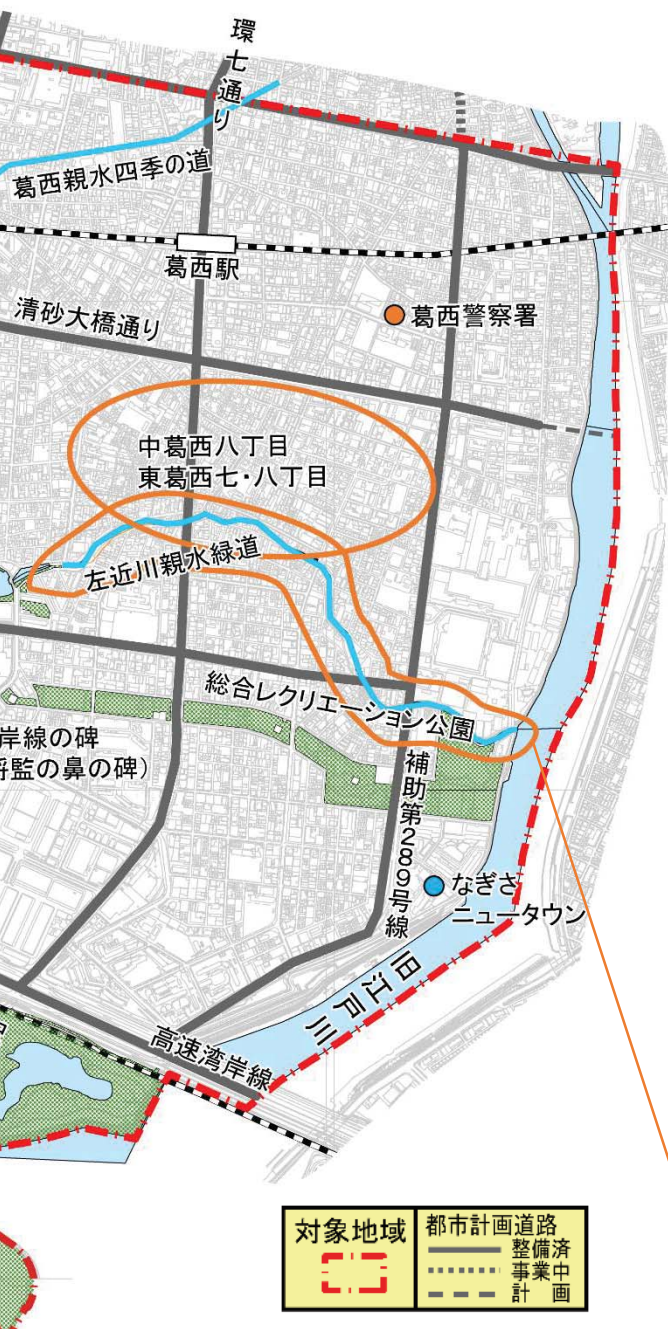 環七通り
葛西親水四季の道
葛西駅
清砂大橋通り
葛西警察署
中葛西八丁目
東葛西七・八丁目
左近川親水緑道
総合レクリエーション公園
岸線の碑
将監の鼻の碑）
補助第289号線
なぎさ
ニュータウン
旧江戸川
高速湾岸線
対象地域
都市計画道路
整備済
事業中
計画